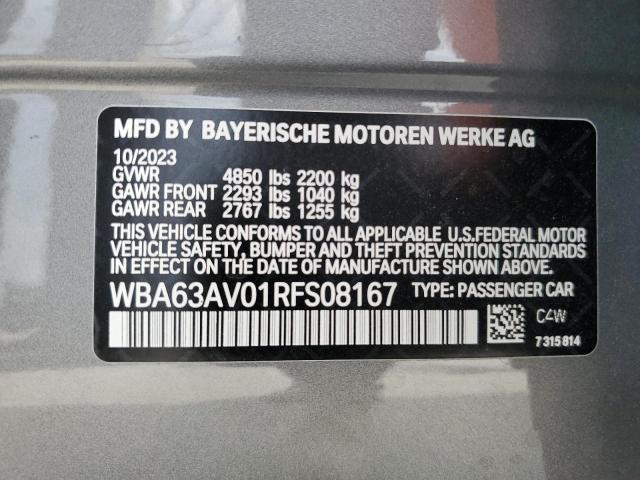 MFD BY BAYERISCHE MOTOREN WERKE AG
10/2023
GVWR 4850 lbs 2200 kg
GAWR FRONT 2293 lbs 1040 kg
GAWR REAR 2767 lbs 1255 kg
THIS VEHICLE CONFORMS TO ALL APPLICABLE U.S.FEDERAL MOTOR
VEHICLE SAFETY, BUMPER AND THEFT PREVENTION STANDARDS
IN EFFECT ON THE DATE OF MANUFACTURE SHOWN ABOVE.
WBA63AV01RFS08167 TYPE: PASSENGER CAR
C4W
7315814